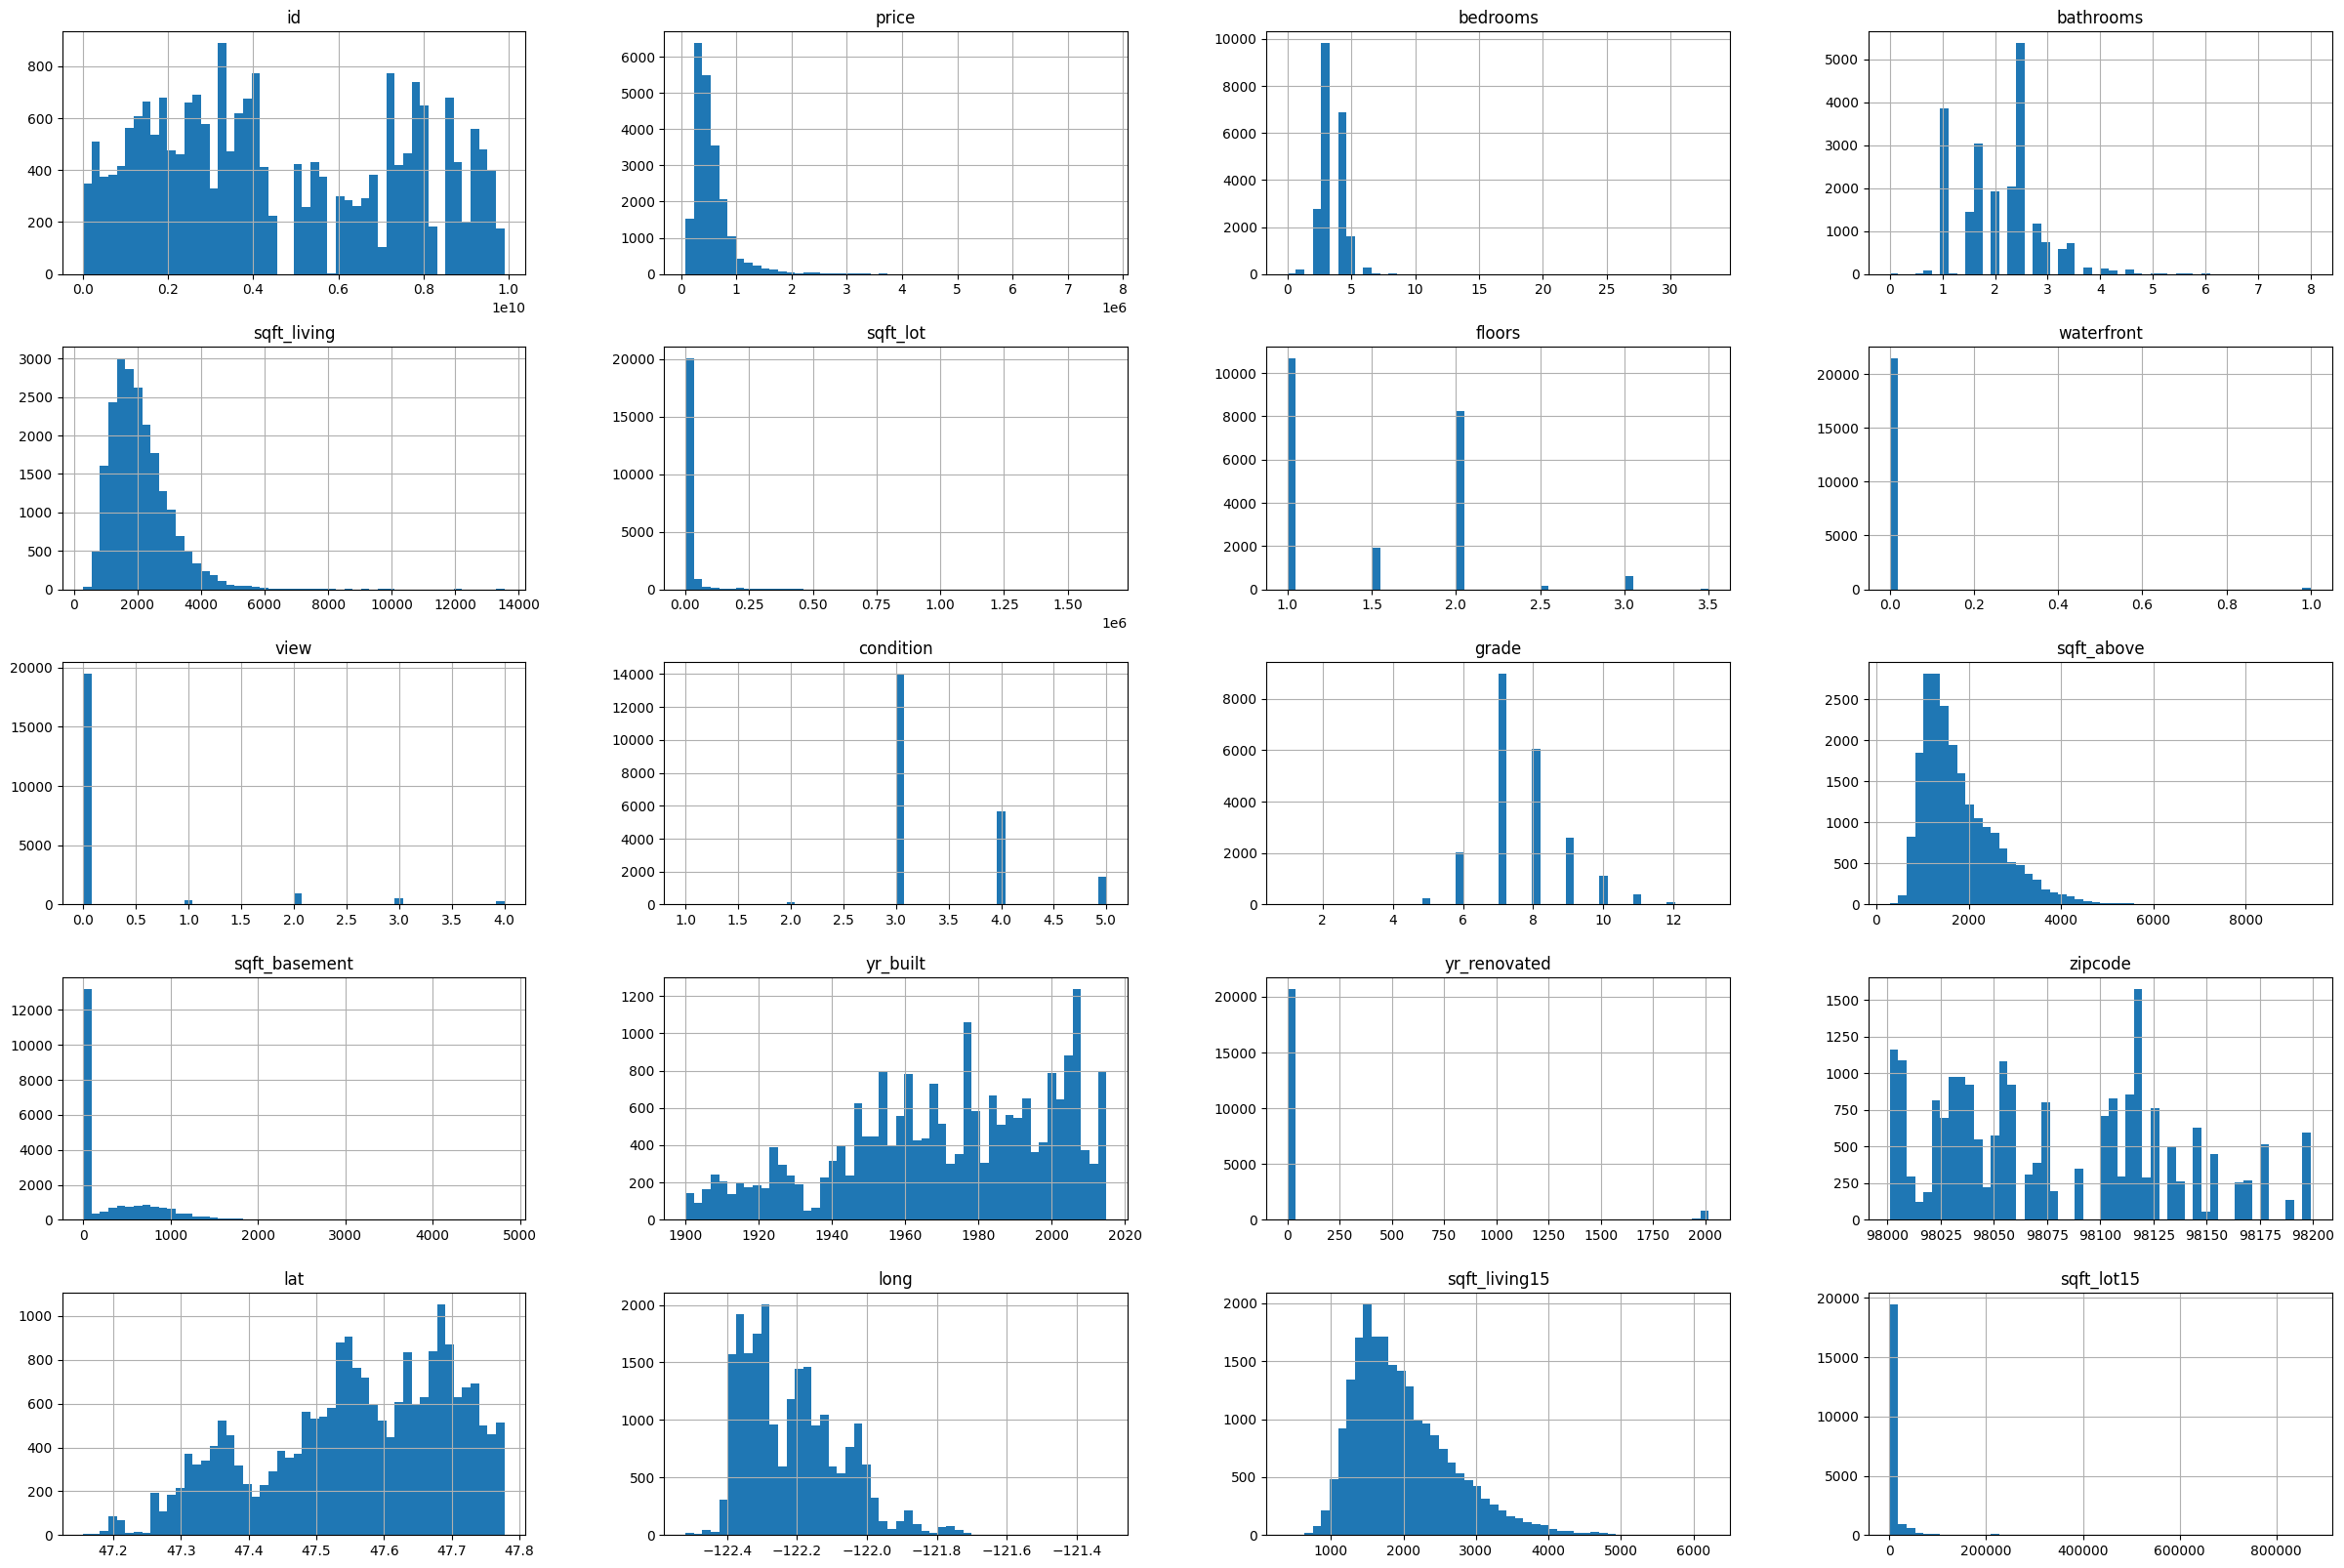 id
800
600
400
200
0
0.0 0.2 0.4 0.6 0.8 1.0
1e10
price
6000
5000
4000
3000
2000
1000
0
0 1 2 3 4 5 6 7 8
1e6
bedrooms
10000
8000
6000
4000
2000
0
0 5 10 15 20 25 30
bathrooms
5000
4000
3000
2000
1000
0
0 1 2 3 4 5 6 7 8
sqft_living
3000
2500
2000
1500
1000
500
0
0 2000 4000 6000 8000 10000 12000 14000
sqft_lot
20000
15000
10000
5000
0
0.00 0.25 0.50 0.75 1.00 1.25 1.50
1e6
floors
10000
8000
6000
4000
2000
0
1.0 1.5 2.0 2.5 3.0 3.5
waterfront
20000
15000
10000
5000
0
0.0 0.2 0.4 0.6 0.8 1.0
view
20000
15000
10000
5000
0
0.0 0.5 1.0 1.5 2.0 2.5 3.0 3.5 4.0
condition
14000
12000
10000
8000
6000
4000
2000
0
1.0 1.5 2.0 2.5 3.0 3.5 4.0 4.5 5.0
grade
8000
6000
4000
2000
0
2 4 6 8 10 12
sqft_above
2500
2000
1500
1000
500
0
0 2000 4000 6000 8000
sqft_basement
12000
10000
8000
6000
4000
2000
0
0 1000 2000 3000 4000 5000
yr_built
1200
1000
800
600
400
200
0
1900 1920 1940 1960 1980 2000 2020
yr_renovated
20000
15000
10000
5000
0
0 250 500 750 1000 1250 1500 1750 2000
zipcode
1500
1250
1000
750
500
250
0
98000 98025 98050 98075 98100 98125 98150 98175 98200
lat
1000
800
600
400
200
0
47.2 47.3 47.4 47.5 47.6 47.7 47.8
long
2000
1500
1000
500
0
−122.4 −122.2 −122.0 −121.8 −121.6 −121.4
sqft_living15
2000
1500
1000
500
0
1000 2000 3000 4000 5000 6000
sqft_lot15
20000
15000
10000
5000
0
0 200000 400000 600000 800000